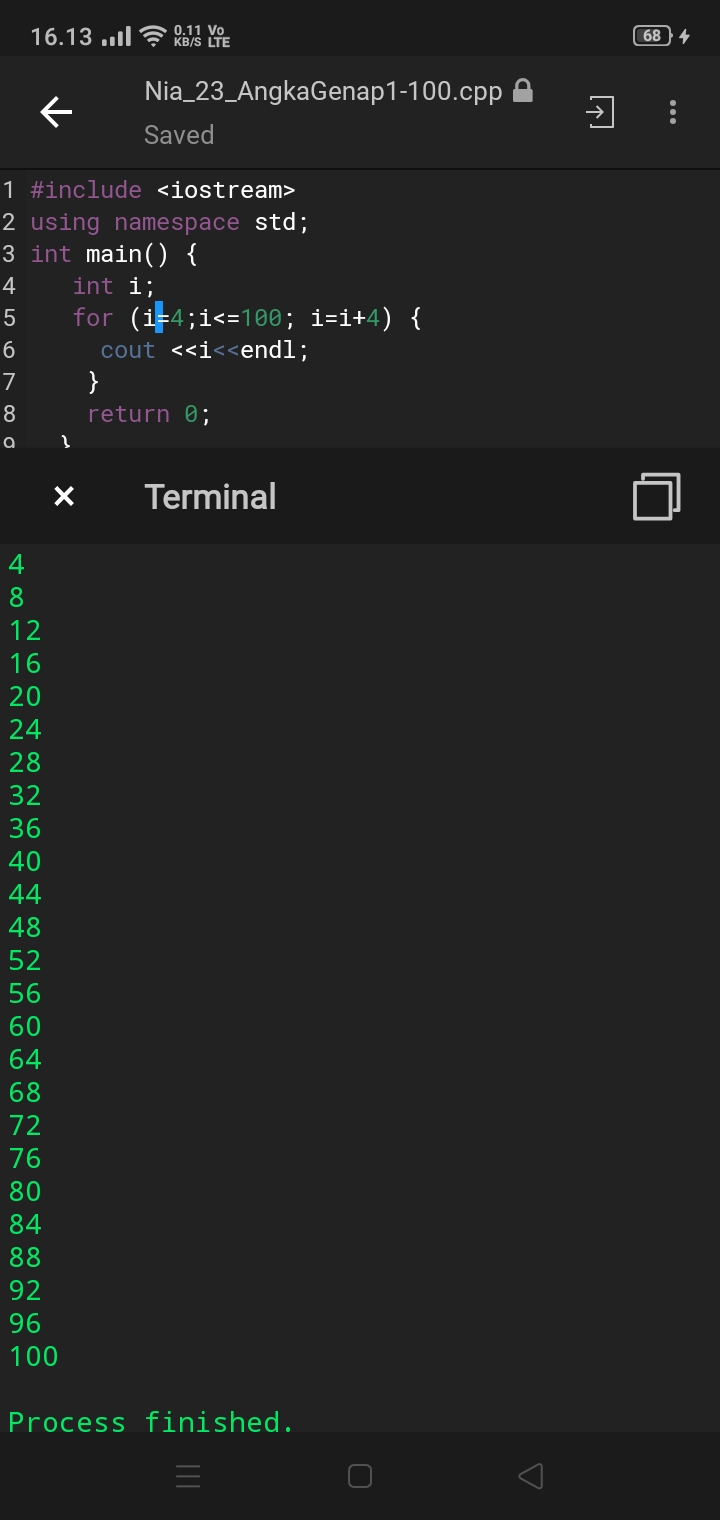 16.13 0.11 KB/S Vo LTE 68
Nia_23_AngkaGenap1-100.cpp
Saved
1 #include <iostream>
2 using namespace std;
3 int main() {
4 int i;
5 for (i=4;i<=100; i=i+4) {
6 cout <<i<<endl;
7 }
8 return 0;
9 }
× Terminal
4
8
12
16
20
24
28
32
36
40
44
48
52
56
60
64
68
72
76
80
84
88
92
96
100
Process finished.